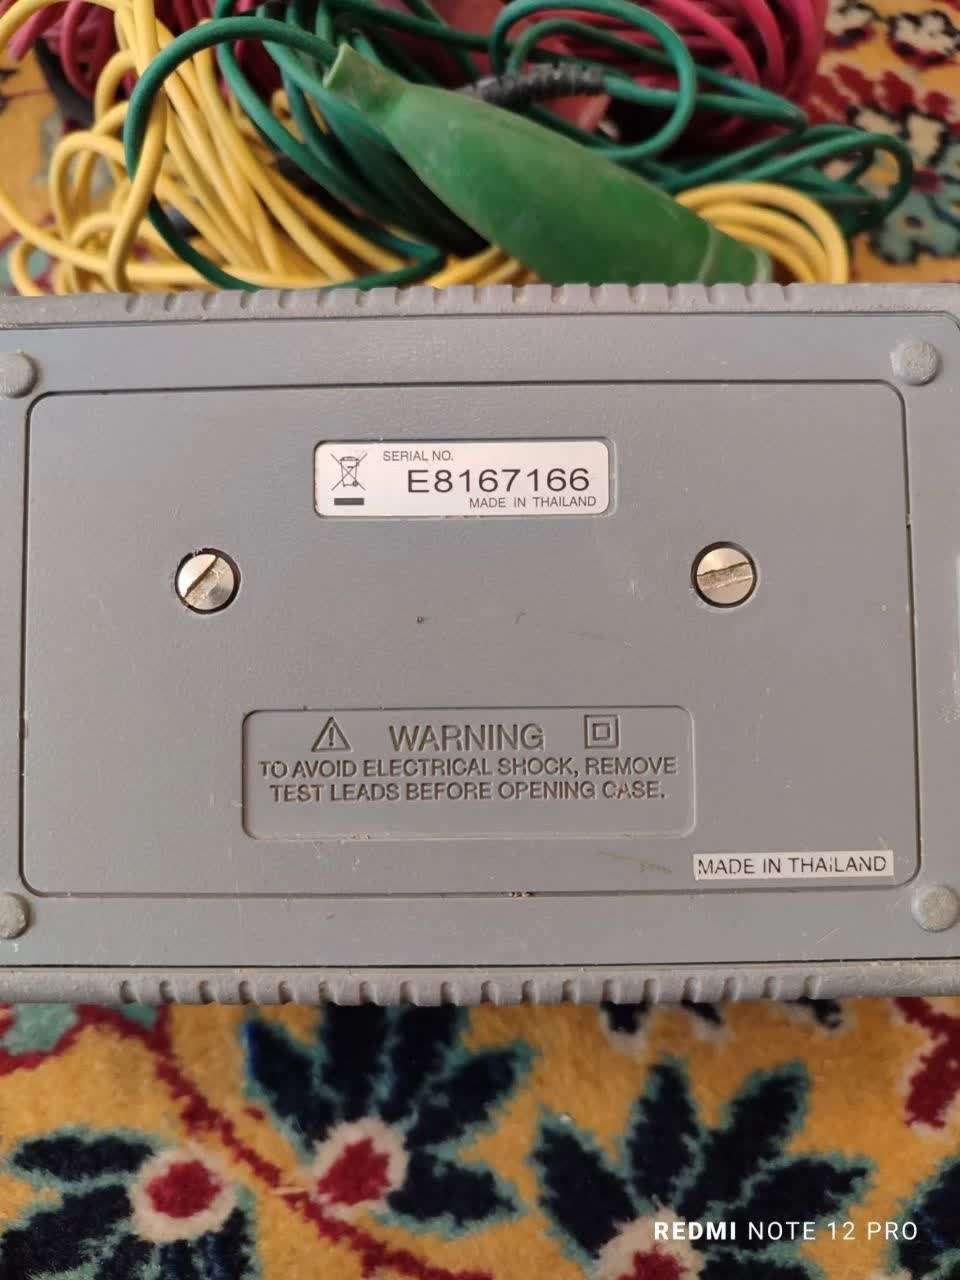 SERIAL NO.
E8167166
MADE IN THAILAND
WARNING
TO AVOID ELECTRICAL SHOCK, REMOVE
TEST LEADS BEFORE OPENING CASE.
MADE IN THAILAND
REDMI NOTE 12 PRO